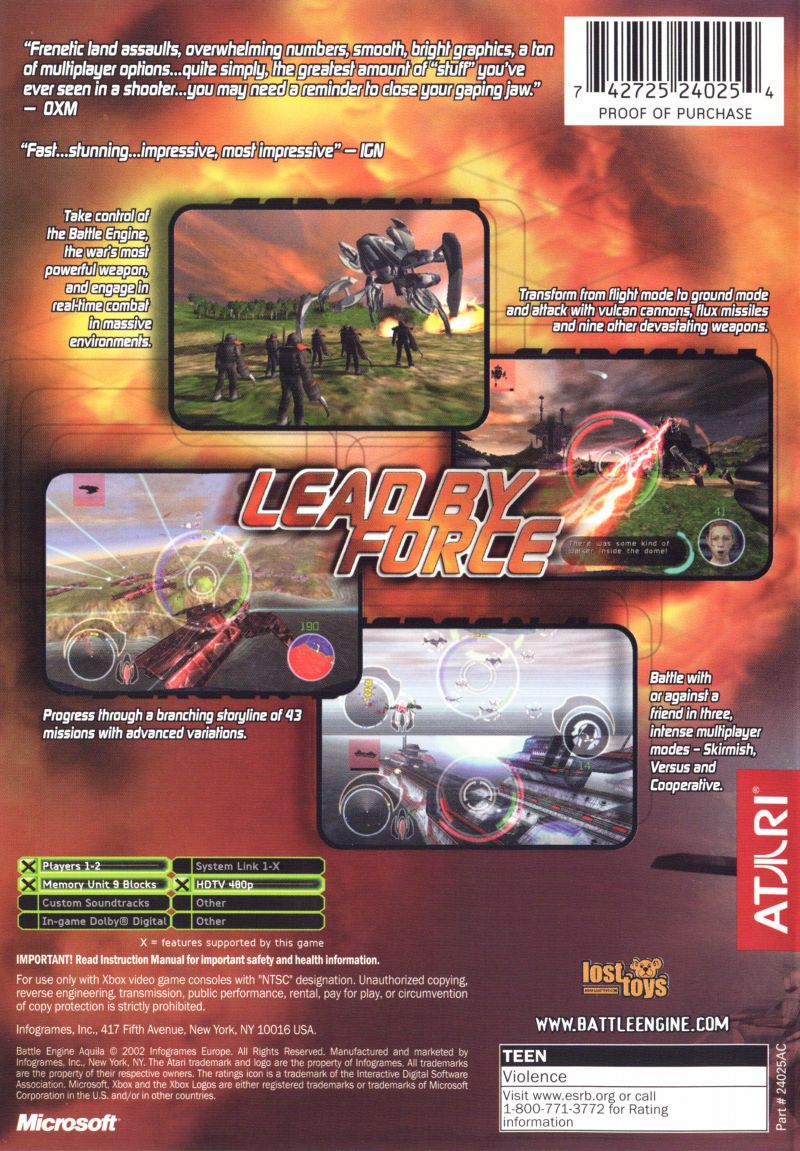 “Frenetic land assaults, overwhelming numbers, smooth, bright graphics, a ton
of multiplayer options...quite simply, the greatest amount of “stuff” you’ve
ever seen in a shooter...you may need a reminder to close your gaping jaw.”
— OXM
“Fast...stunning...impressive, most impressive” — IGN
7 42725 24025 4
PROOF OF PURCHASE
Take control of
the Battle Engine,
the war's most
powerful weapon,
and engage in
real-time combat
in massive
environments.
Transform from flight mode to ground mode
and attack with vulcan cannons, flux missiles
and nine other devastating weapons.
LEAD BY
FORCE
41
There was some kind of
walker inside the dome!
190
Progress through a branching storyline of 43
missions with advanced variations.
14
Battle with
or against a
friend in three,
intense multiplayer
modes – Skirmish,
Versus and
Cooperative.
ATARI®
X Players 1-2
System Link 1-X
X Memory Unit 9 Blocks
X HDTV 480p
Custom Soundtracks
Other
In-game Dolby® Digital
Other
X = features supported by this game
IMPORTANT! Read Instruction Manual for important safety and health information.
For use only with Xbox video game consoles with "NTSC" designation. Unauthorized copying,
reverse engineering, transmission, public performance, rental, pay for play, or circumvention
of copy protection is strictly prohibited.
Infogrames, Inc., 417 Fifth Avenue, New York, NY 10016 USA.
Battle Engine Aquila © 2002 Infogrames Europe. All Rights Reserved. Manufactured and marketed by
Infogrames, Inc., New York, NY. The Atari trademark and logo are the property of Infogrames. All trademarks
are the property of their respective owners. The ratings icon is a trademark of the Interactive Digital Software
Association. Microsoft, Xbox and the Xbox Logos are either registered trademarks or trademarks of Microsoft
Corporation in the U.S. and/or in other countries.
Microsoft®
lost
toys
WWW.BATTLEENGINE.COM
TEEN
Violence
Visit www.esrb.org or call
1-800-771-3772 for Rating
information
Part # 24025AC